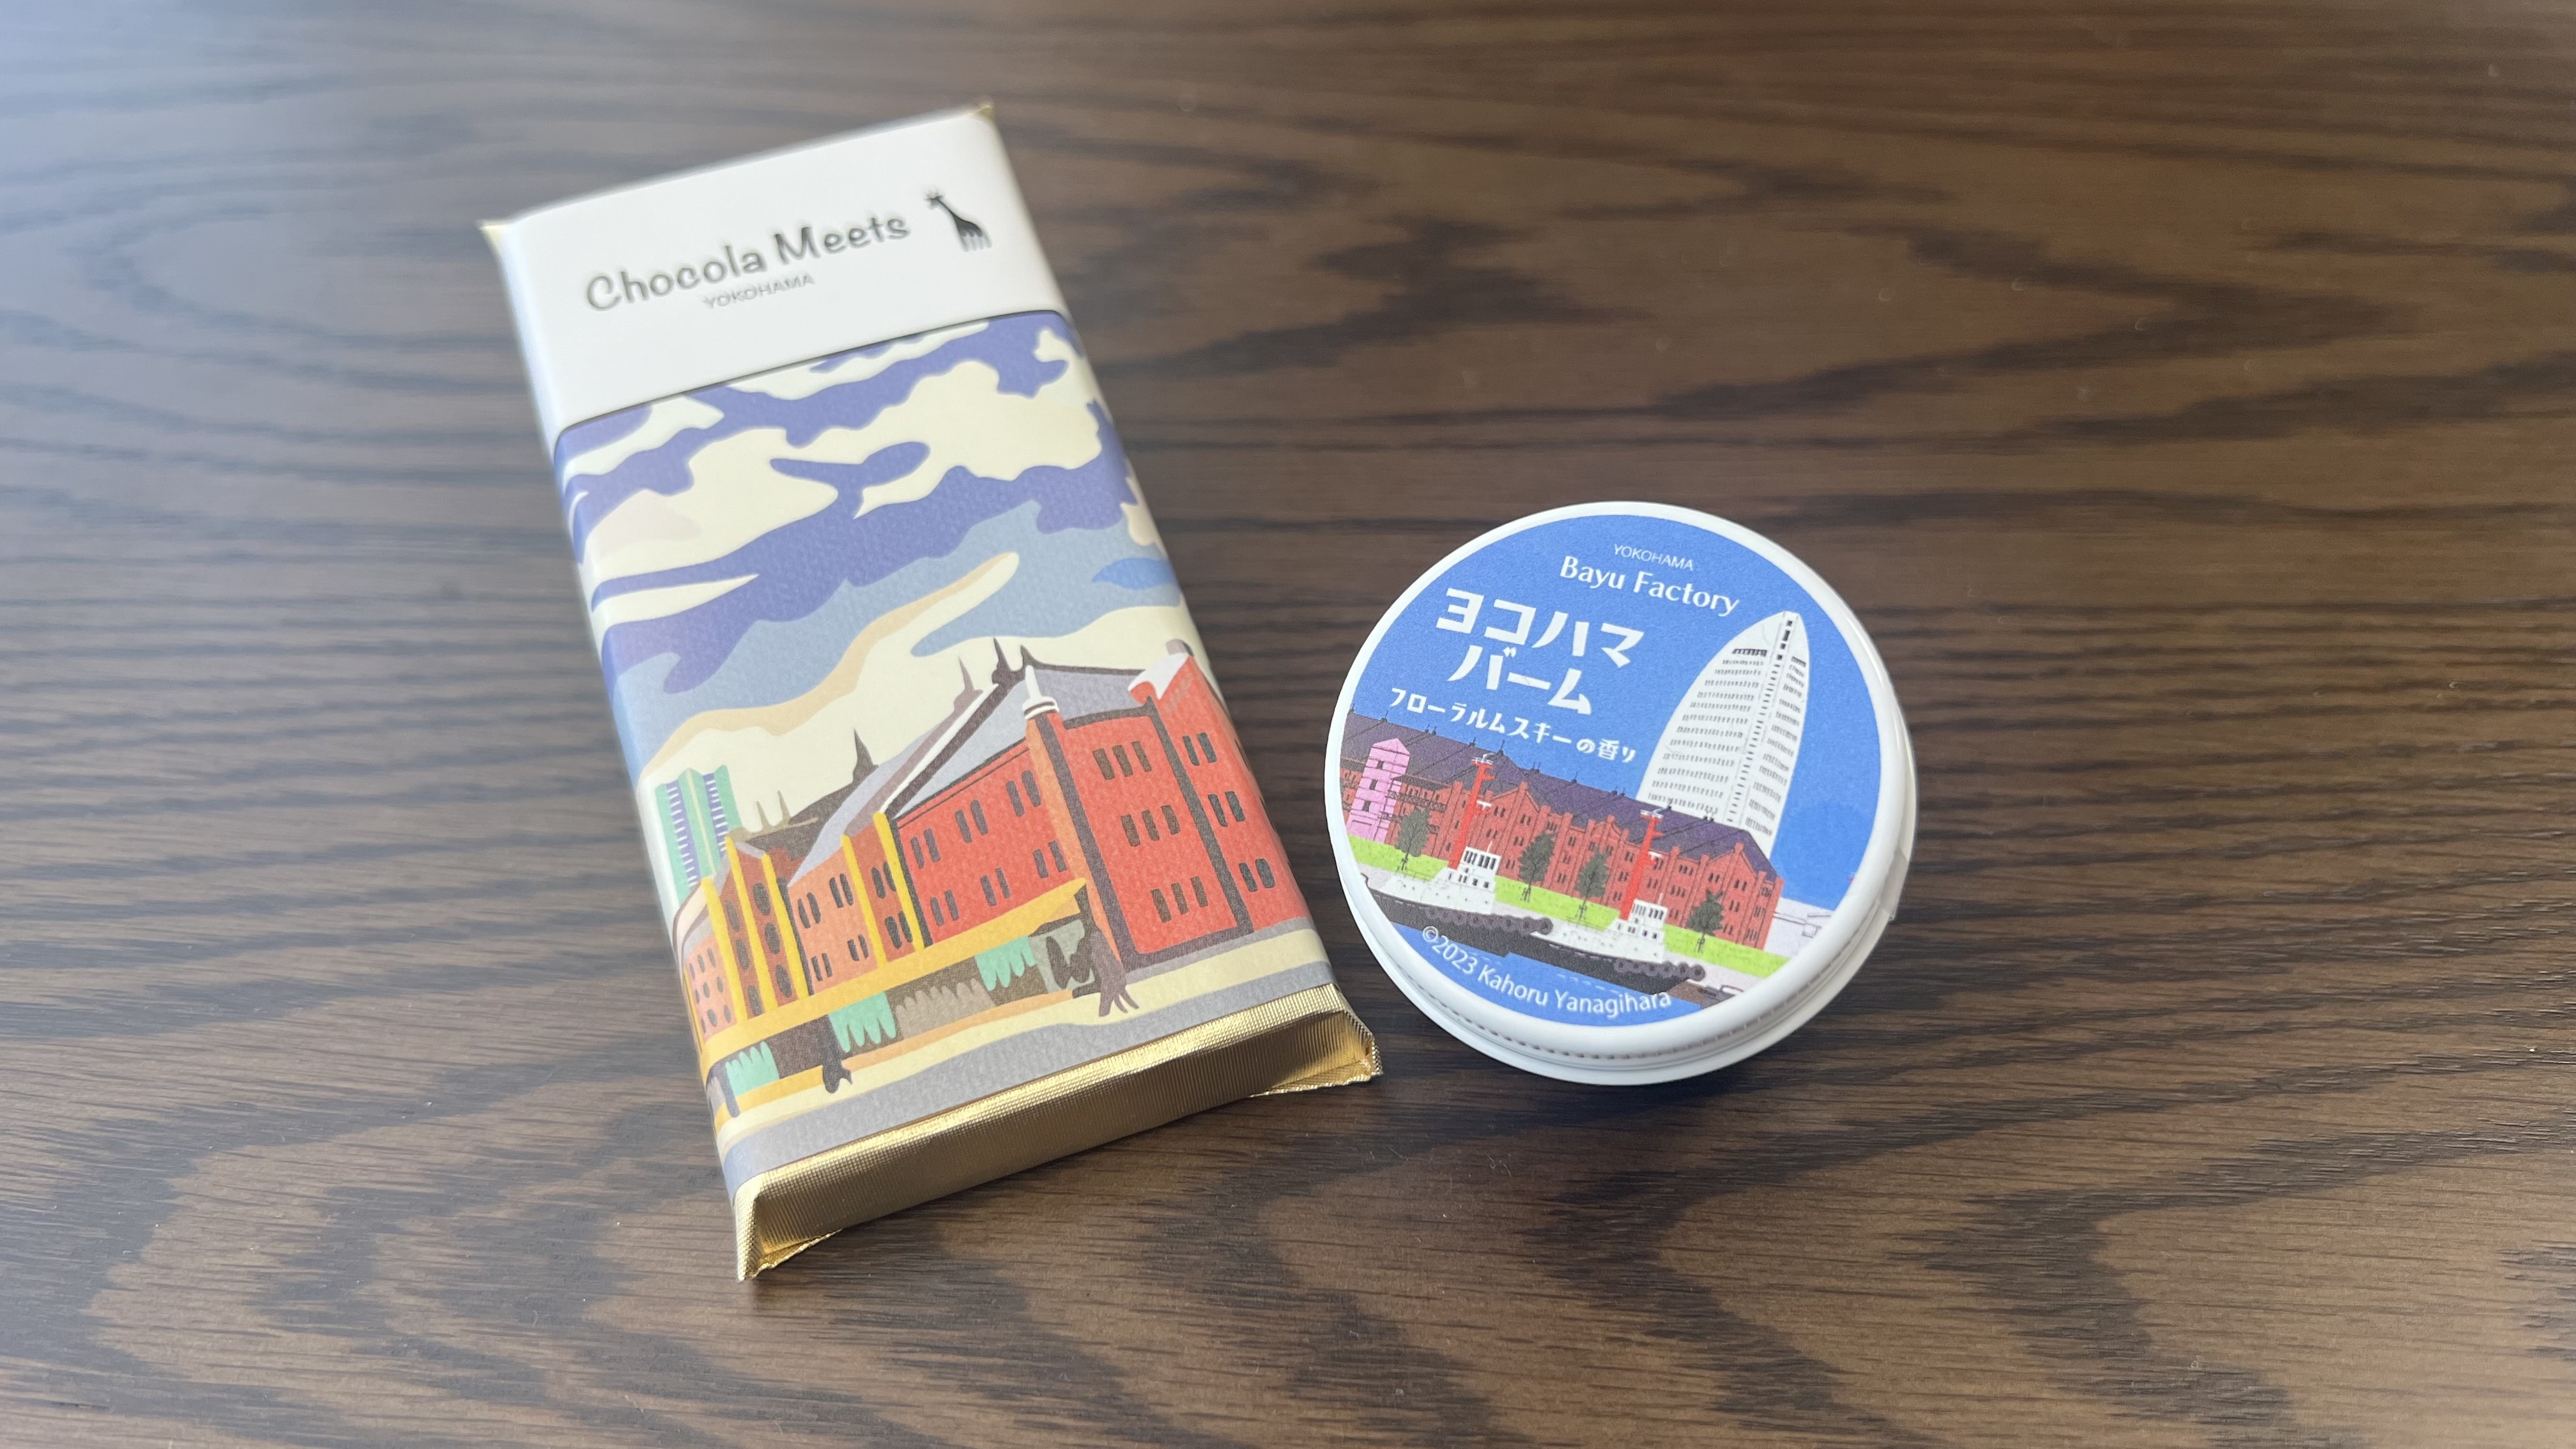 Chocola Meets
YOKOHAMA
YOKOHAMA
Bayu Factory
ヨコハマ
バーム
フローラルムスキーの香り
©2023 Kahoru Yanagihara